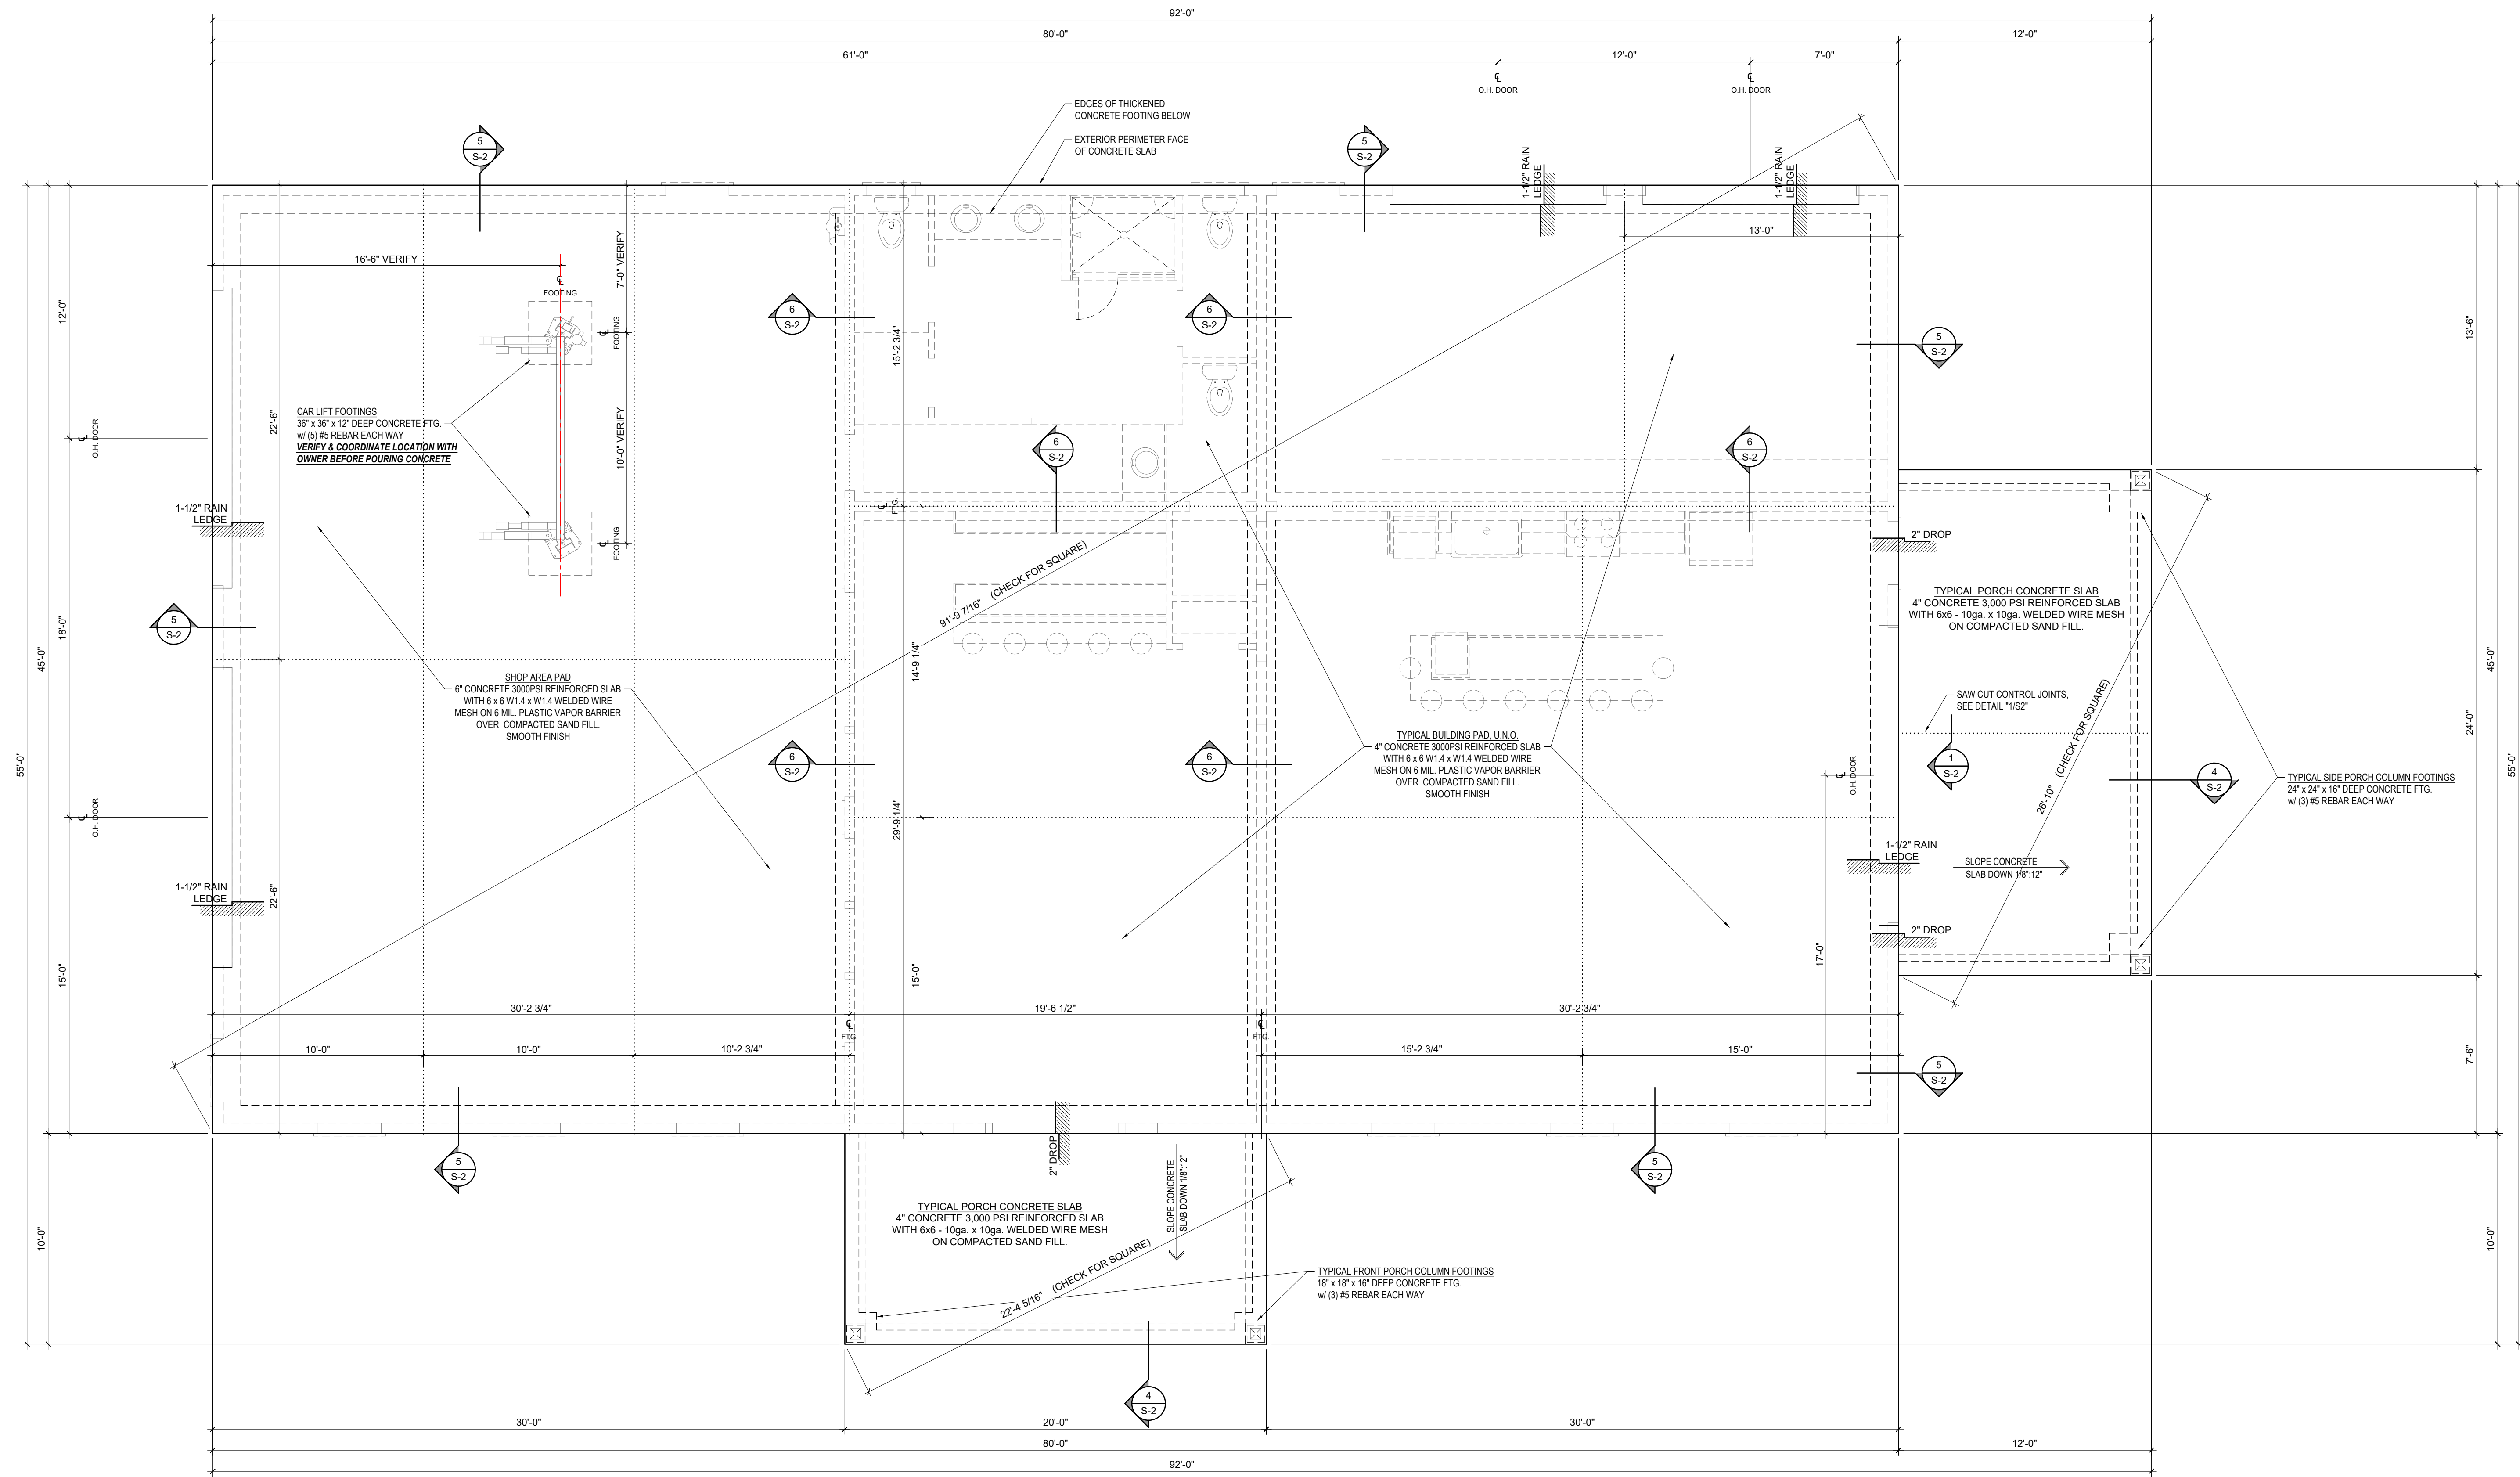 92'-0"
80'-0"
12'-0"
61'-0"
12'-0"
7'-0"
℄
O.H. DOOR
℄
O.H. DOOR
EDGES OF THICKENED
CONCRETE FOOTING BELOW
EXTERIOR PERIMETER FACE
OF CONCRETE SLAB
5
S-2
5
S-2
1-1/2" RAIN
LEDGE
1-1/2" RAIN
LEDGE
13'-0"
16'-6" VERIFY
7'-0" VERIFY
℄
FOOTING
℄
FOOTING
12'-0"
6
S-2
6
S-2
15'-2 3/4"
5
S-2
13'-6"
CAR LIFT FOOTINGS
36" x 36" x 12" DEEP CONCRETE FTG.
w/ (5) #5 REBAR EACH WAY
VERIFY & COORDINATE LOCATION WITH
OWNER BEFORE POURING CONCRETE
22'-6"
10'-0" VERIFY
℄
O.H. DOOR
6
S-2
6
S-2
1-1/2" RAIN
LEDGE
℄
FTG.
℄
FOOTING
2" DROP
91'-9 7/16" (CHECK FOR SQUARE)
TYPICAL PORCH CONCRETE SLAB
4" CONCRETE 3,000 PSI REINFORCED SLAB
WITH 6x6 - 10ga. x 10ga. WELDED WIRE MESH
ON COMPACTED SAND FILL.
5
S-2
18'-0"
45'-0"
55'-0"
14'-9 1/4"
45'-0"
24'-0"
55'-0"
SHOP AREA PAD
6" CONCRETE 3000PSI REINFORCED SLAB
WITH 6 x 6 W1.4 x W1.4 WELDED WIRE
MESH ON 6 MIL. PLASTIC VAPOR BARRIER
OVER COMPACTED SAND FILL.
SMOOTH FINISH
SAW CUT CONTROL JOINTS,
SEE DETAIL "1/S2"
TYPICAL BUILDING PAD, U.N.O.
4" CONCRETE 3000PSI REINFORCED SLAB
WITH 6 x 6 W1.4 x W1.4 WELDED WIRE
MESH ON 6 MIL. PLASTIC VAPOR BARRIER
OVER COMPACTED SAND FILL.
SMOOTH FINISH
6
S-2
6
S-2
1
S-2
4
S-2
26'-10" (CHECK FOR SQUARE)
TYPICAL SIDE PORCH COLUMN FOOTINGS
24" x 24" x 16" DEEP CONCRETE FTG.
w/ (3) #5 REBAR EACH WAY
℄
O.H. DOOR
℄
O.H. DOOR
29'-9 1/4"
1-1/2" RAIN
LEDGE
SLOPE CONCRETE
SLAB DOWN 1/8":12"
1-1/2" RAIN
LEDGE
22'-6"
2" DROP
17'-0"
15'-0"
15'-0"
30'-2 3/4"
19'-6 1/2"
30'-2 3/4"
℄
FTG.
℄
FTG.
10'-0"
10'-0"
10'-2 3/4"
15'-2 3/4"
15'-0"
7'-6"
5
S-2
5
S-2
5
S-2
2" DROP
SLOPE CONCRETE
SLAB DOWN 1/8":12"
TYPICAL PORCH CONCRETE SLAB
4" CONCRETE 3,000 PSI REINFORCED SLAB
WITH 6x6 - 10ga. x 10ga. WELDED WIRE MESH
ON COMPACTED SAND FILL.
10'-0"
10'-0"
22'-4 5/16" (CHECK FOR SQUARE)
TYPICAL FRONT PORCH COLUMN FOOTINGS
18" x 18" x 16" DEEP CONCRETE FTG.
w/ (3) #5 REBAR EACH WAY
4
S-2
30'-0"
20'-0"
30'-0"
80'-0"
12'-0"
92'-0"